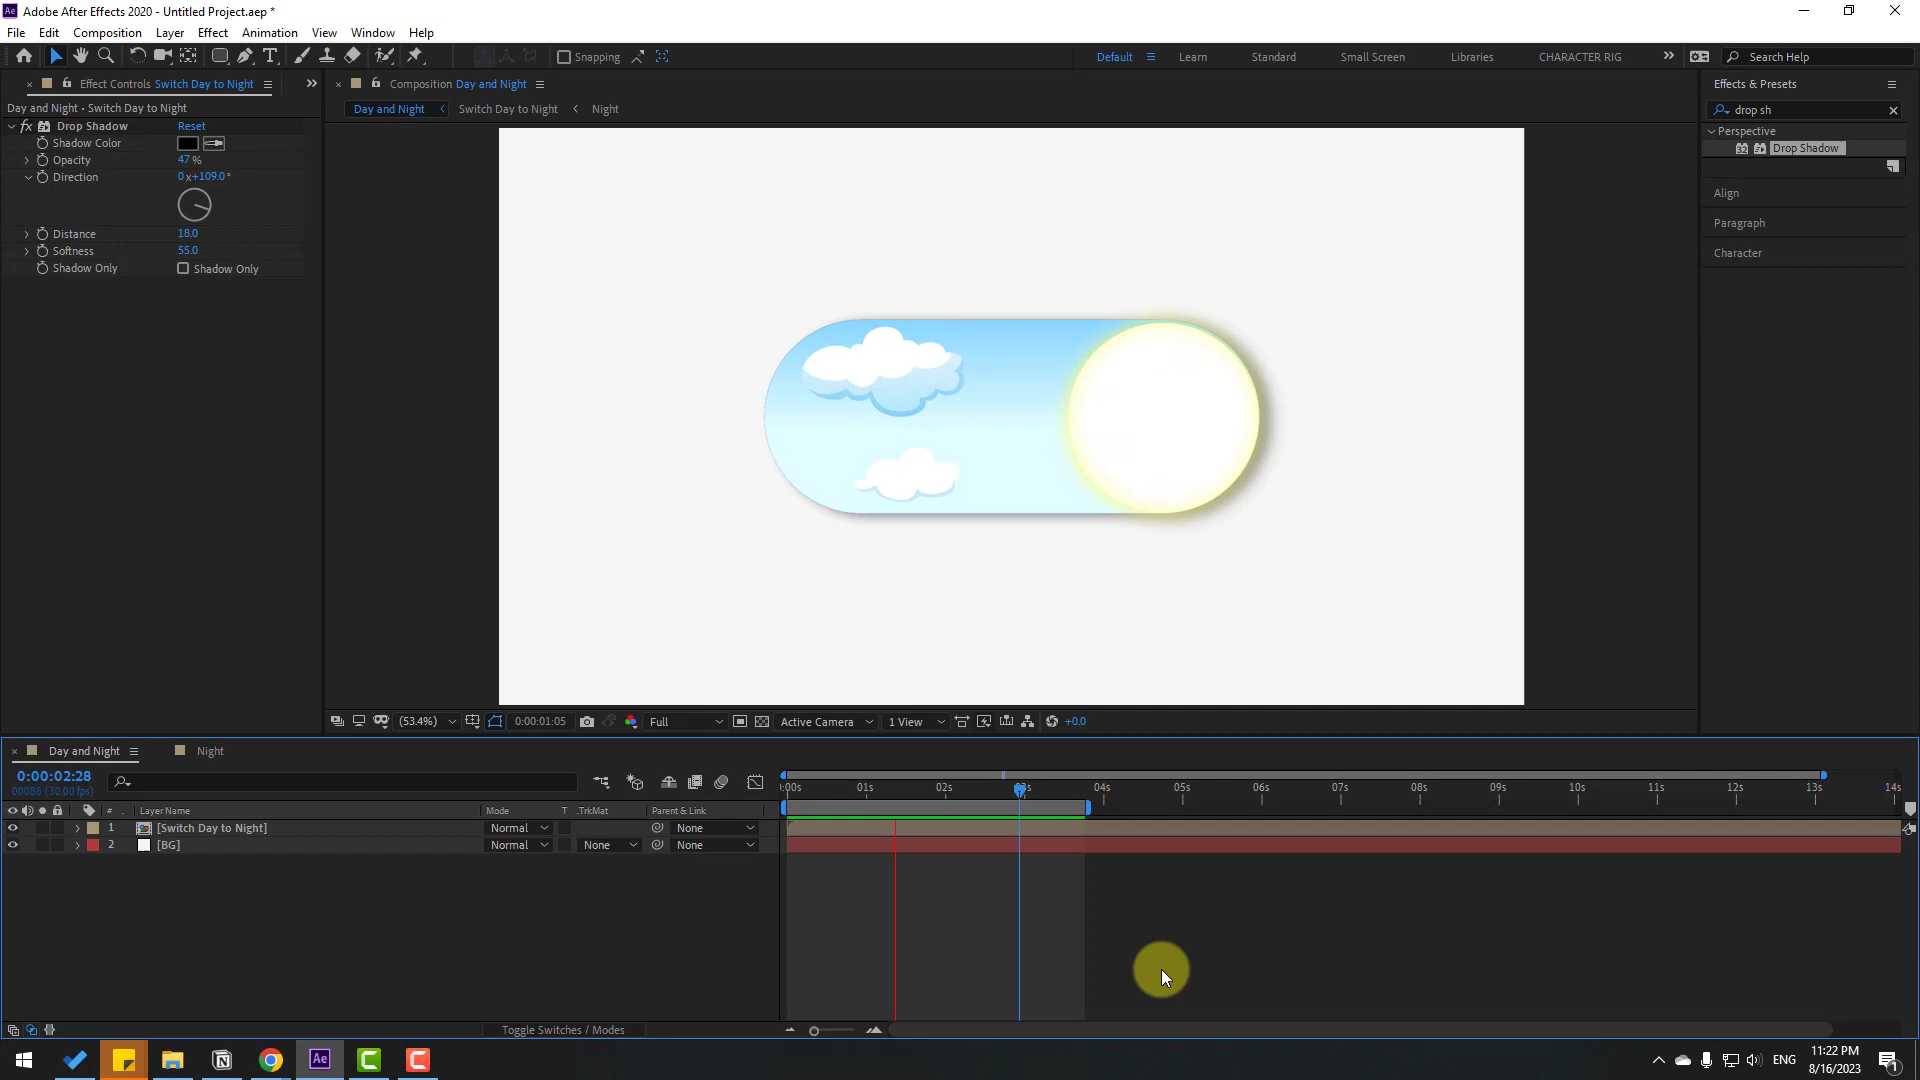 Adobe After Effects 2020 - Untitled Project.aep *
File Edit Composition Layer Effect Animation View Window Help
Snapping Default Learn Standard Small Screen Libraries CHARACTER RIG Search Help
Effect Controls Switch Day to Night
Composition Day and Night
Effects & Presets
Day and Night • Switch Day to Night
Day and Night Switch Day to Night Night
drop sh
fx Drop Shadow Reset
Perspective
Shadow Color
32 Drop Shadow
Opacity 47 %
Direction 0 x+109.0 °
Align
Paragraph
Distance 18.0
Softness 55.0
Character
Shadow Only Shadow Only
(53.4%) 0:00:01:05 Full Active Camera 1 View +0.0
Day and Night Night
0:00:02:28
00088 (30.00 fps)
):00s 01s 02s 03s 04s 05s 06s 07s 08s 09s 10s 11s 12s 13s 14s
# Layer Name Mode T .TrkMat Parent & Link
1 [Switch Day to Night] Normal None
2 [BG] Normal None None
Toggle Switches / Modes
Ae
ENG
11:22 PM
8/16/2023
1